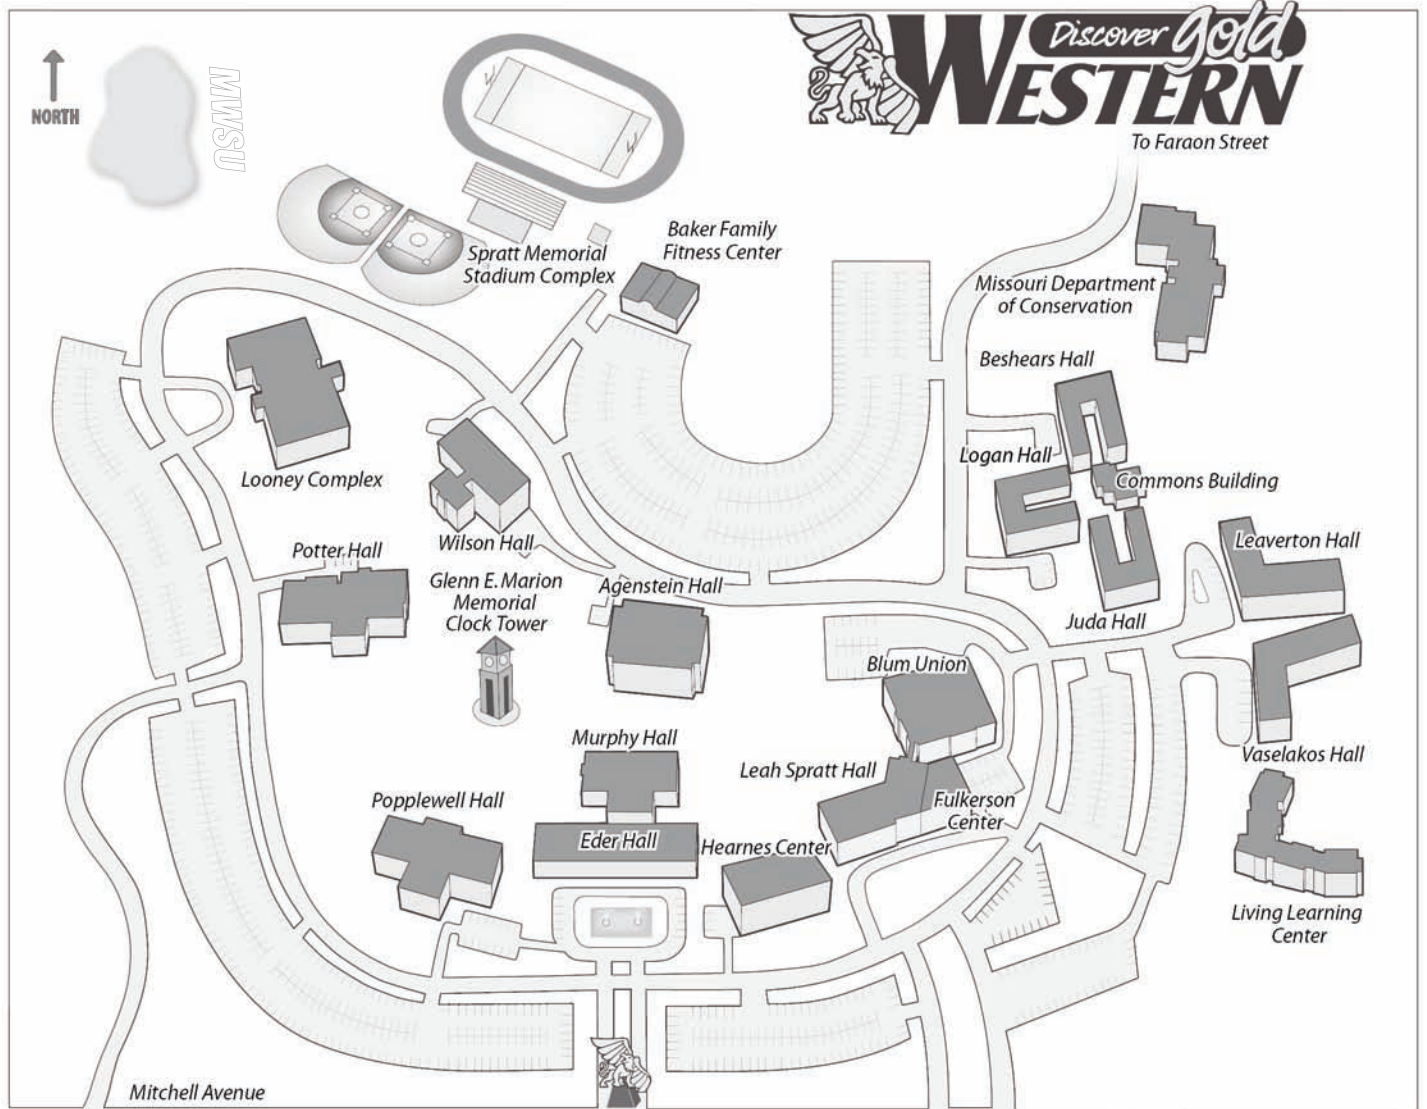 Discover gold
WESTERN
NORTH
MWSU
To Faraon Street
Baker Family
Fitness Center
Spratt Memorial
Stadium Complex
Missouri Department
of Conservation
Beshears Hall
Looney Complex
Logan Hall
Commons Building
Wilson Hall
Potter Hall
Leaverton Hall
Glenn E. Marion
Memorial
Clock Tower
Agenstein Hall
Juda Hall
Blum Union
Murphy Hall
Vaselakos Hall
Leah Spratt Hall
Popplewell Hall
Fulkerson
Center
Eder Hall
Hearnes Center
Living Learning
Center
Mitchell Avenue